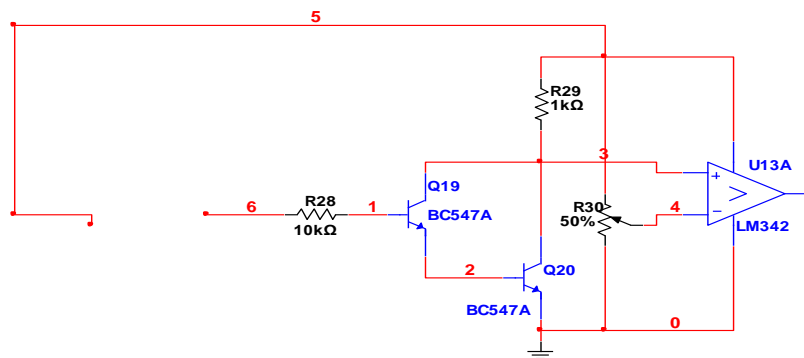 5
R29
1kΩ
3
U13A
Q19
R28
R30
6
1
BC547A
50%
4
10kΩ
LM342
2
Q20
BC547A
0